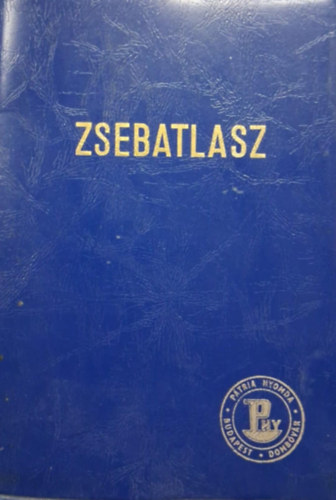 ZSEBATLASZ
PÁTRIA NYOMDA
PNY
BUDAPEST • DOMBÓVÁR